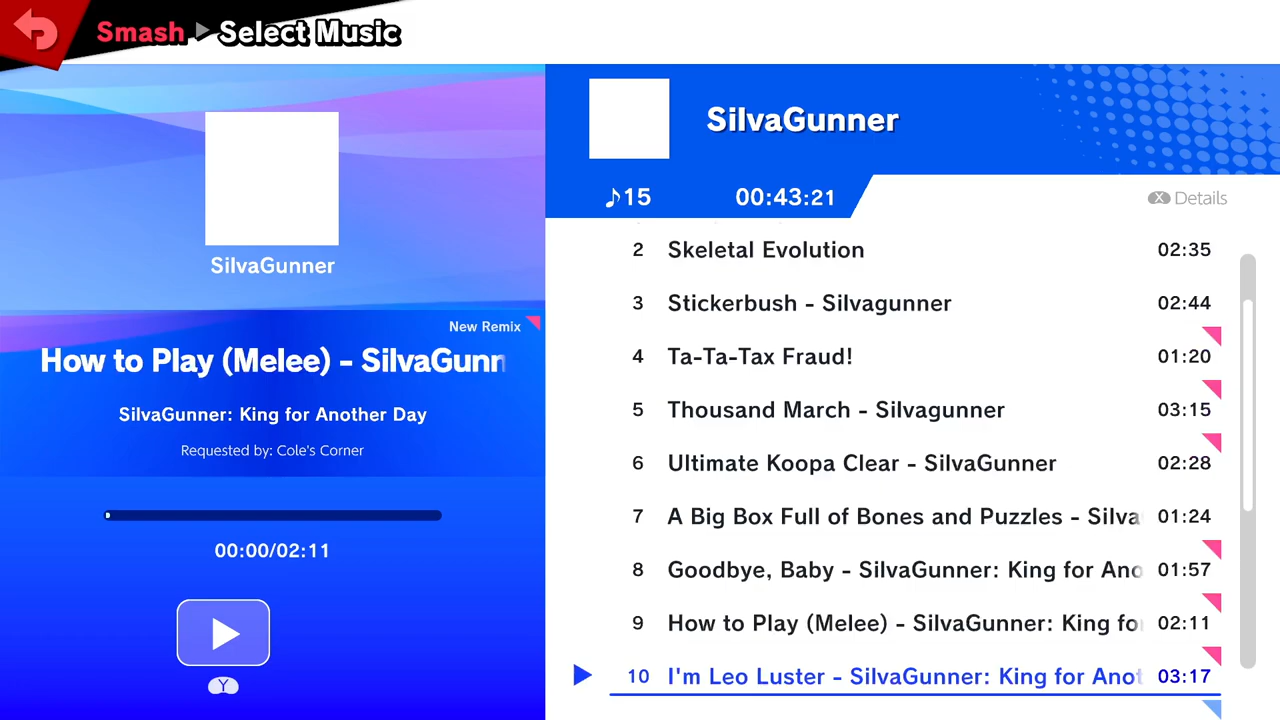 Smash ▶ Select Music
SilvaGunner
SilvaGunner
♪15 00:43:21
X Details
New Remix
How to Play (Melee) - SilvaGunn
SilvaGunner: King for Another Day
Requested by: Cole's Corner
00:00/02:11
Y
2 Skeletal Evolution 02:35
3 Stickerbush - Silvagunner 02:44
4 Ta-Ta-Tax Fraud! 01:20
5 Thousand March - Silvagunner 03:15
6 Ultimate Koopa Clear - SilvaGunner 02:28
7 A Big Box Full of Bones and Puzzles - Silva 01:24
8 Goodbye, Baby - SilvaGunner: King for Ano 01:57
9 How to Play (Melee) - SilvaGunner: King fo 02:11
10 I'm Leo Luster - SilvaGunner: King for Anot 03:17